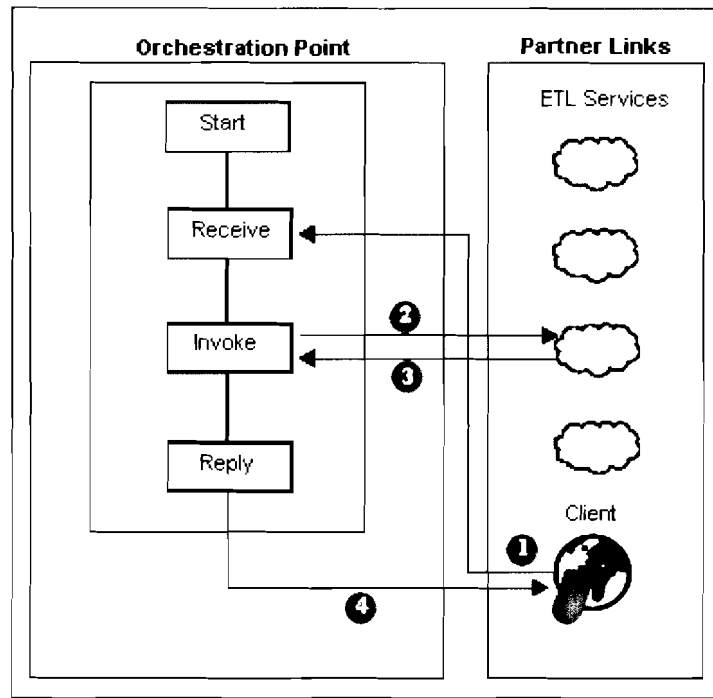 Orchestration Point
Partner Links
ETL Services
Start
Receive
2
Invoke
3
Reply
Client
1
4